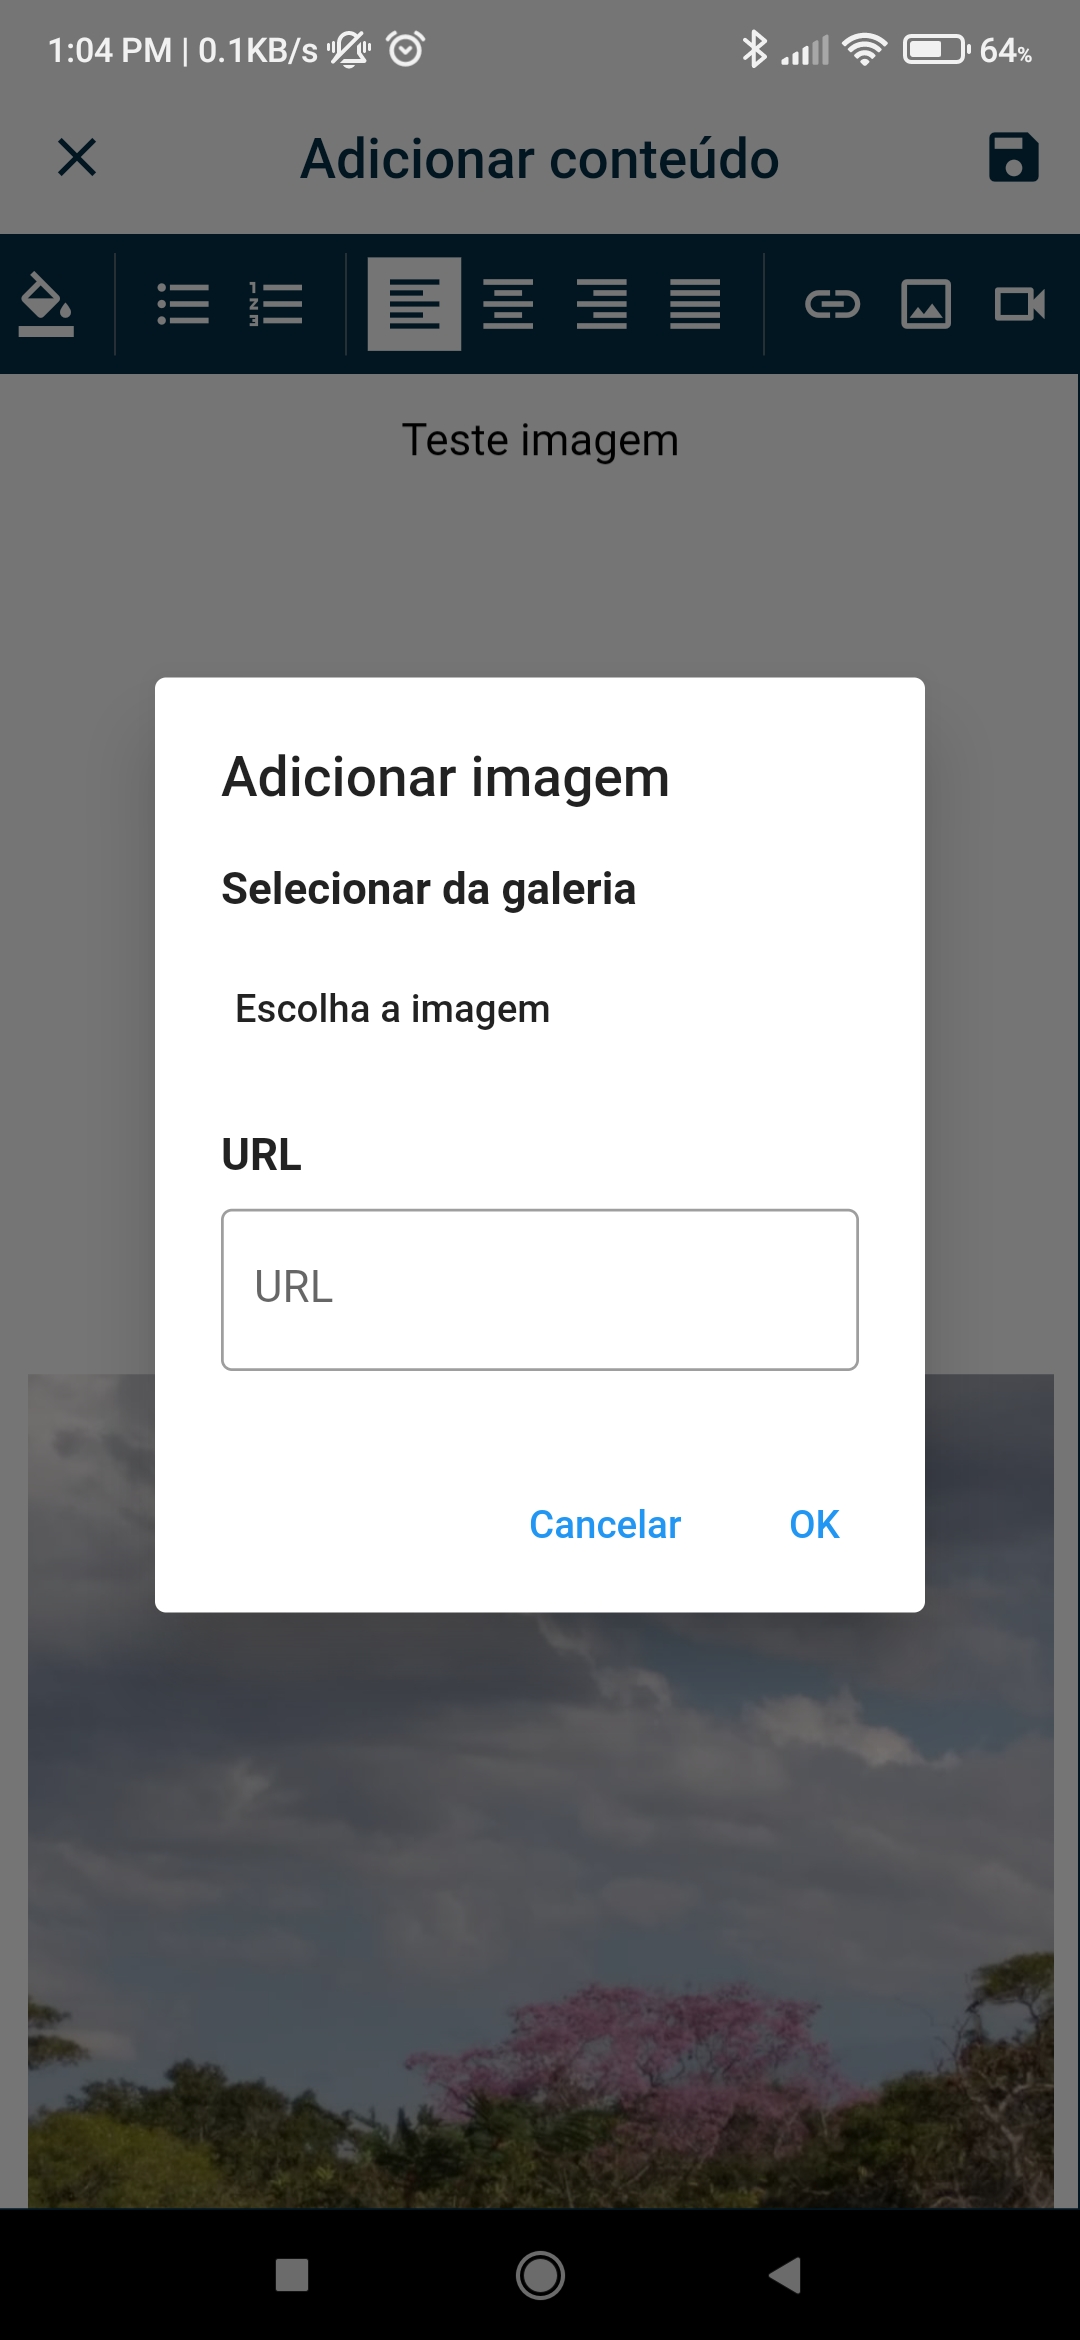 1:04 PM | 0.1KB/s 64%
Adicionar conteúdo
Teste imagem
Adicionar imagem
Selecionar da galeria
Escolha a imagem
URL
URL
Cancelar OK